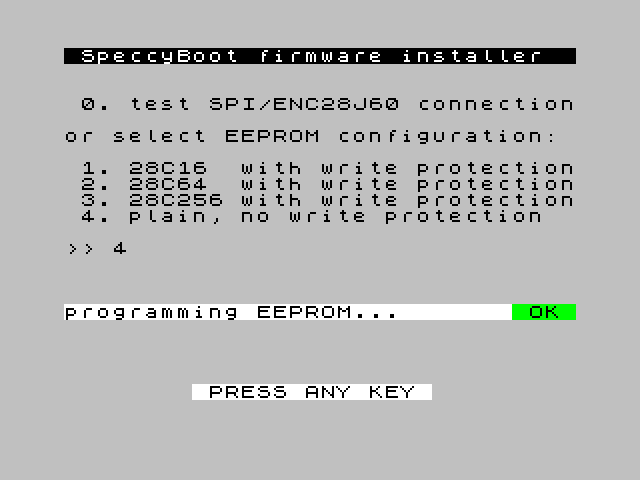 SpeccyBoot firmware installer
0. test SPI/ENC28J60 connection
or select EEPROM configuration:
1. 28C16 with write protection
2. 28C64 with write protection
3. 28C256 with write protection
4. plain, no write protection
>> 4
programming EEPROM... OK
PRESS ANY KEY